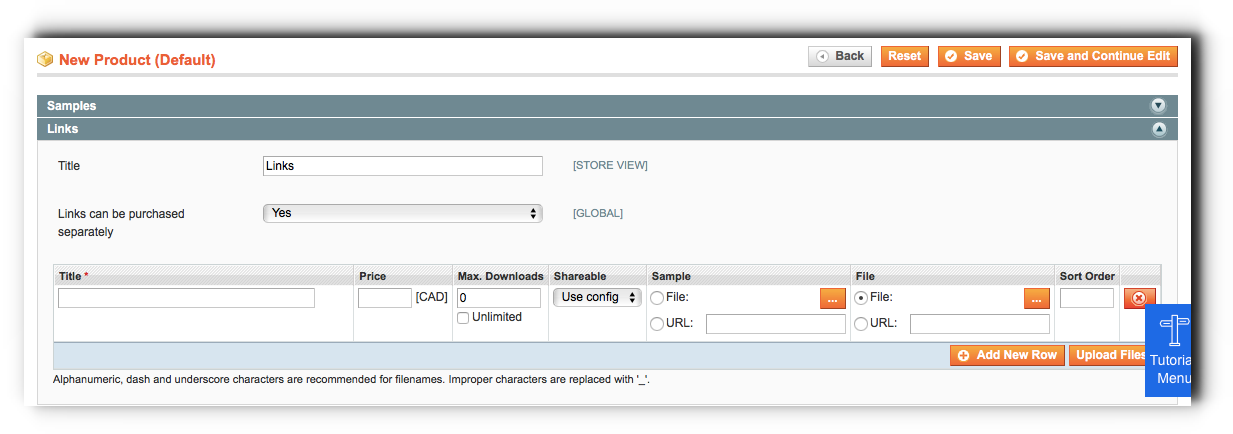 New Product (Default)
Back Reset Save Save and Continue Edit
Samples
Links
Title Links [STORE VIEW]
Links can be purchased Yes [GLOBAL]
separately
Title * Price Max. Downloads Shareable Sample File Sort Order
[CAD] 0 Use config File: ... File: ...
Unlimited URL: URL:
Add New Row Upload Files
Tutoria
Menu
Alphanumeric, dash and underscore characters are recommended for filenames. Improper characters are replaced with '_'.